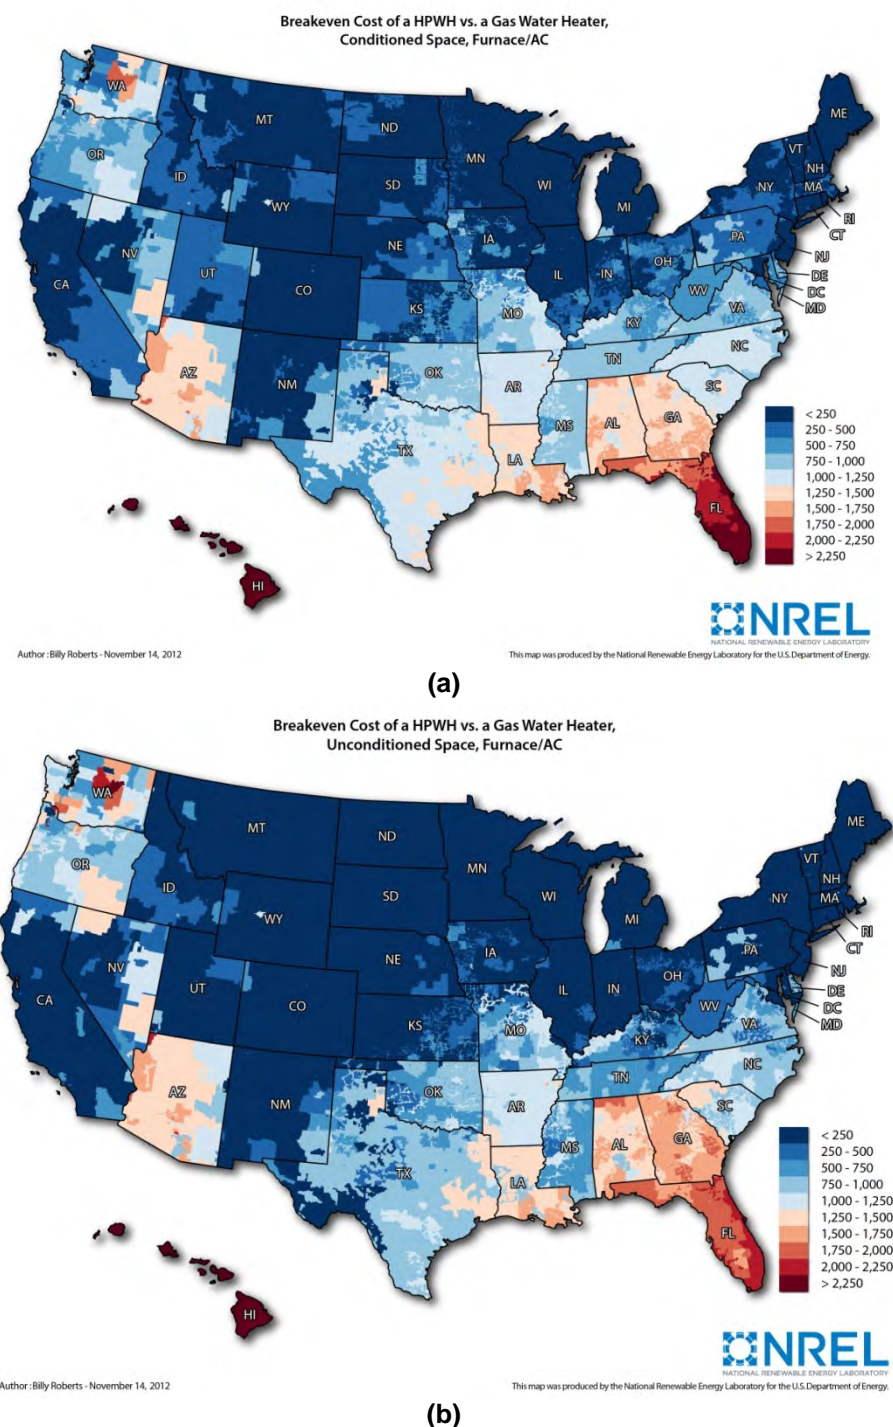 Breakeven Cost of a HPWH vs. a Gas Water Heater,
Conditioned Space, Furnace/AC
WA
MT
ND
MN
ME
VT
NH
OR
ID
SD
WI
MI
NY
MA
RI
CT
WY
IA
PA
NJ
NE
IL
IN
OH
DE
DC
MD
NV
UT
CO
KS
MO
WV
VA
KY
CA
NC
TN
AZ
NM
OK
AR
SC
MS
AL
GA
TX
LA
FL
HI
< 250
250 - 500
500 - 750
750 - 1,000
1,000 - 1,250
1,250 - 1,500
1,500 - 1,750
1,750 - 2,000
2,000 - 2,250
> 2,250
NREL
NATIONAL RENEWABLE ENERGY LABORATORY
Author : Billy Roberts - November 14, 2012
This map was produced by the National Renewable Energy Laboratory for the U.S. Department of Energy.
(a)
Breakeven Cost of a HPWH vs. a Gas Water Heater,
Unconditioned Space, Furnace/AC
WA
MT
ND
MN
ME
VT
NH
OR
ID
SD
WI
MI
NY
MA
RI
CT
WY
IA
PA
NJ
NE
IL
IN
OH
DE
DC
MD
NV
UT
CO
KS
MO
WV
VA
KY
CA
NC
TN
AZ
NM
OK
AR
SC
MS
AL
GA
TX
LA
FL
HI
< 250
250 - 500
500 - 750
750 - 1,000
1,000 - 1,250
1,250 - 1,500
1,500 - 1,750
1,750 - 2,000
2,000 - 2,250
> 2,250
NREL
NATIONAL RENEWABLE ENERGY LABORATORY
Author : Billy Roberts - November 14, 2012
This map was produced by the National Renewable Energy Laboratory for the U.S. Department of Energy.
(b)